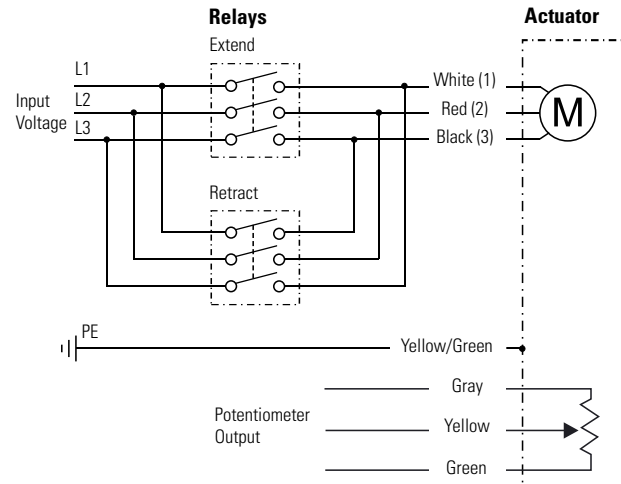 Relays
Actuator
Extend
L1
White (1)
Input
Voltage
L2
Red (2)
M
L3
Black (3)
Retract
PE
Yellow/Green
Gray
Potentiometer
Output
Yellow
Green